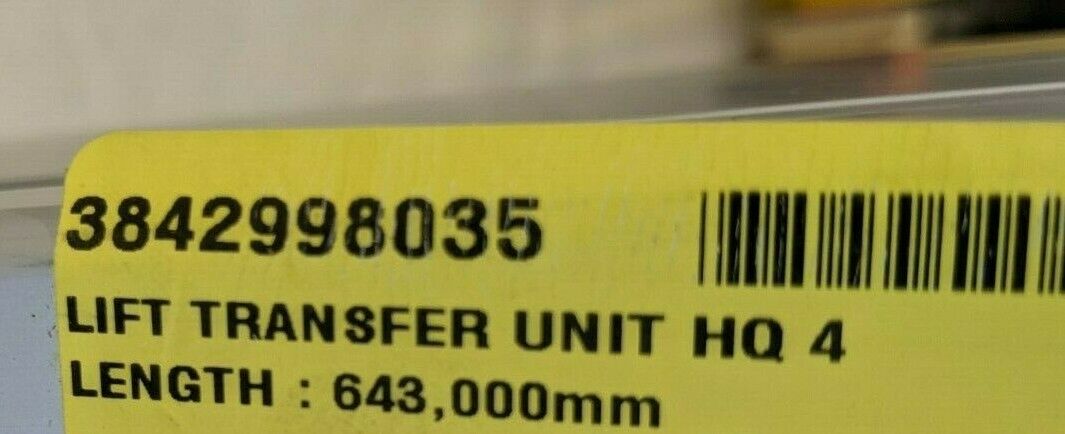 3842998035
LIFT TRANSFER UNIT HQ 4
LENGTH : 643,000mm